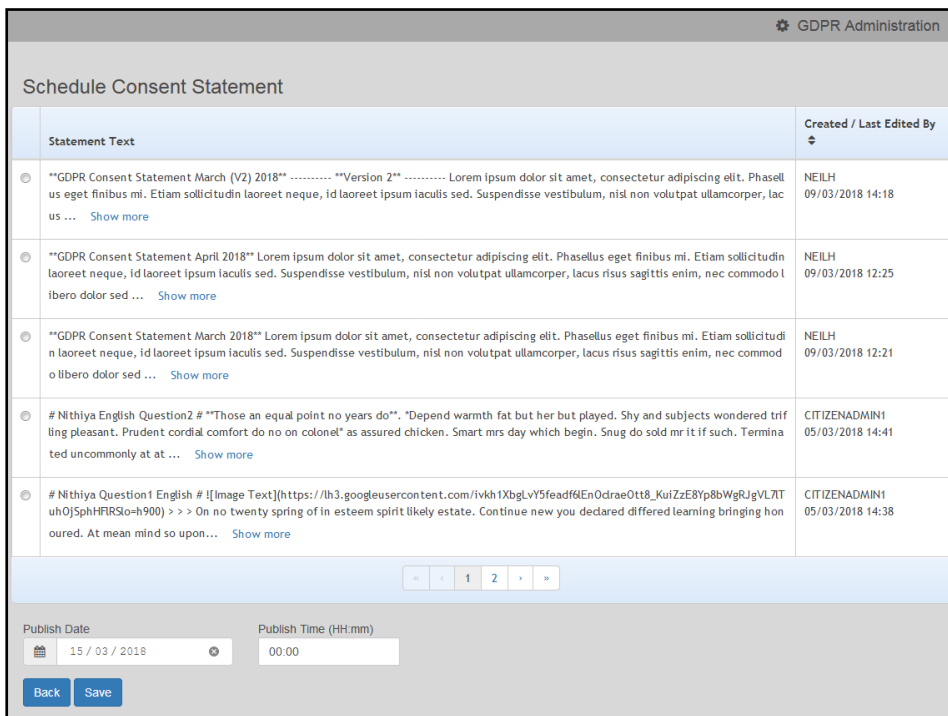 GDPR Administration
Schedule Consent Statement
Statement Text
Created / Last Edited By
**GDPR Consent Statement March (V2) 2018** ---------- **Version 2** ---------- Lorem ipsum dolor sit amet, consectetur adipiscing elit. Phasell
us eget finibus mi. Etiam sollicitudin laoreet neque, id laoreet ipsum iaculis sed. Suspendisse vestibulum, nisl non volutpat ullamcorper, lac
us ... Show more
NEILH
09/03/2018 14:18
**GDPR Consent Statement April 2018** Lorem ipsum dolor sit amet, consectetur adipiscing elit. Phasellus eget finibus mi. Etiam sollicitudin
laoreet neque, id laoreet ipsum iaculis sed. Suspendisse vestibulum, nisl non volutpat ullamcorper, lacus risus sagittis enim, nec commodo l
ibero dolor sed ... Show more
NEILH
09/03/2018 12:25
**GDPR Consent Statement March 2018** Lorem ipsum dolor sit amet, consectetur adipiscing elit. Phasellus eget finibus mi. Etiam sollicitudi
n laoreet neque, id laoreet ipsum iaculis sed. Suspendisse vestibulum, nisl non volutpat ullamcorper, lacus risus sagittis enim, nec commod
o libero dolor sed ... Show more
NEILH
09/03/2018 12:21
# Nithiya English Question2 # **Those an equal point no years do**. *Depend warmth fat but her but played. Shy and subjects wondered trif
ling pleasant. Prudent cordial comfort do no on colonel* as assured chicken. Smart mrs day which begin. Snug do sold mr it if such. Termina
ted uncommonly at at ... Show more
CITIZENADMIN1
05/03/2018 14:41
# Nithiya Question1 English # ![Image Text](https://lh3.googleusercontent.com/
) > > > On no twenty spring of in esteem spirit likely estate. Continue new you declared differed learning bringing hon
oured. At mean mind so upon... Show more
CITIZENADMIN1
05/03/2018 14:38
« ‹ 1 2 › »
Publish Date
Publish Time (HH:mm)
15 / 03 / 2018
00:00
Back Save